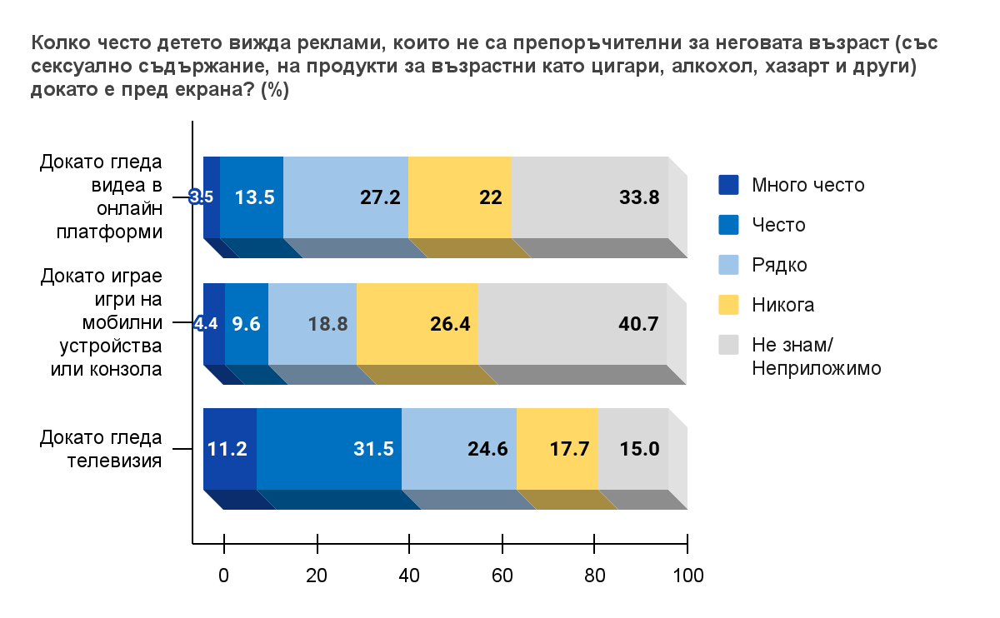 Колко често детето вижда реклами, които не са препоръчителни за неговата възраст (със
сексуално съдържание, на продукти за възрастни като цигари, алкохол, хазарт и други)
докато е пред екрана? (%)
Докато гледа
видеа в
онлайн
платформи
3.5 13.5 27.2 22 33.8
Докато играе
игри на
мобилни
устройства
или конзола
4.4 9.6 18.8 26.4 40.7
Докато гледа
телевизия
11.2 31.5 24.6 17.7 15.0
0 20 40 60 80 100
Много често
Често
Рядко
Никога
Не знам/
Неприложимо